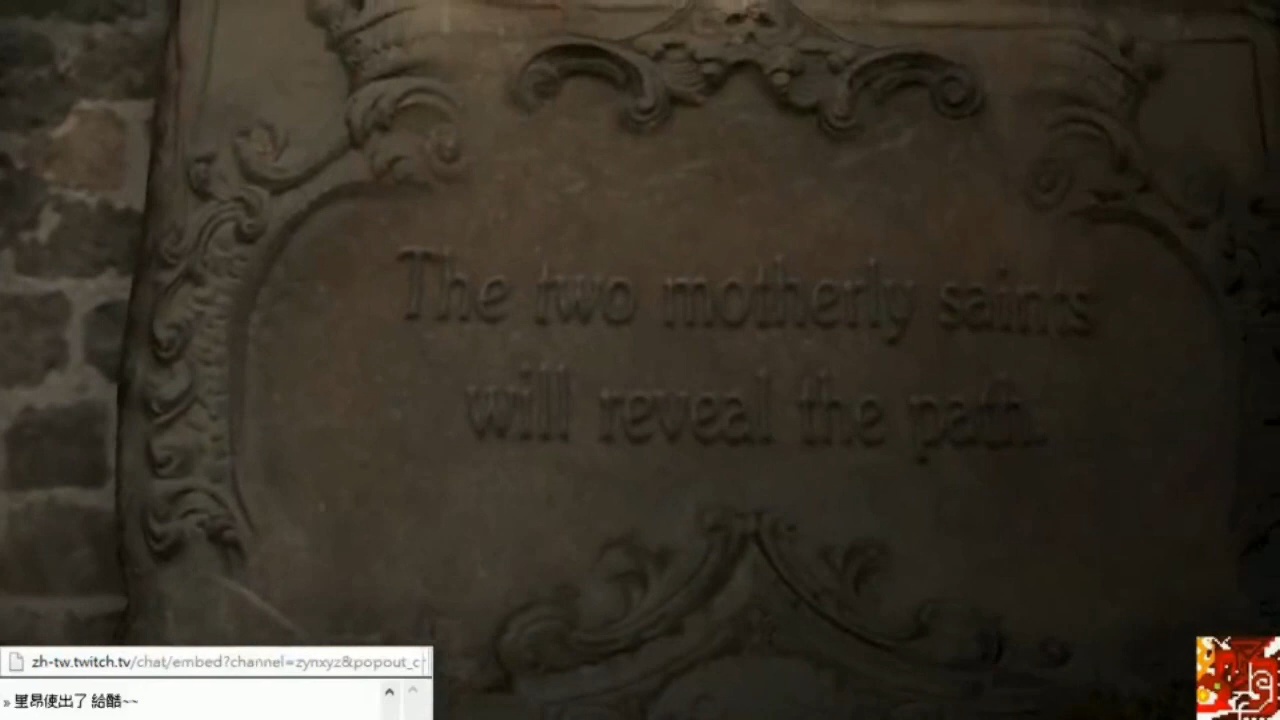 The two motherly saints
will reveal the path.
zh-tw.twitch.tv/chat/embed?channel=zynxyz&popout_c
» 里昂使出了 給酷~~